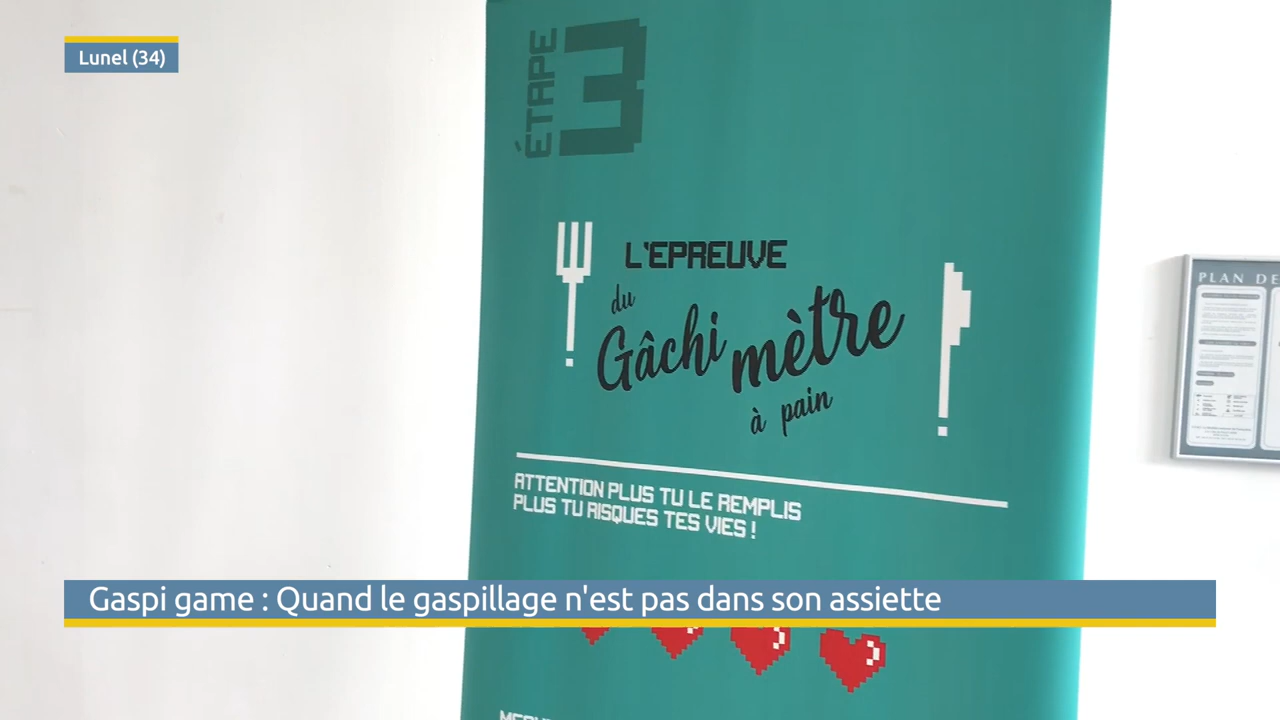 Lunel (34)
ÉTAPE 3
L'EPREUVE
du
Gâchi mètre
à pain
PLAN DE
ATTENTION PLUS TU LE REMPLIS
PLUS TU RISQUES TES VIES !
Gaspi game : Quand le gaspillage n'est pas dans son assiette